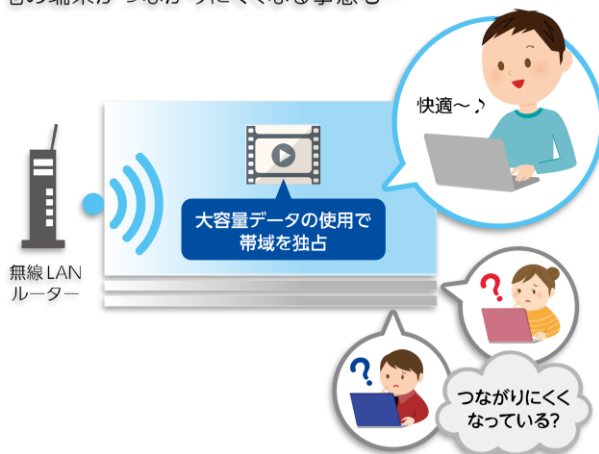 快適～♪
大容量データの使用で
帯域を独占
無線LAN
ルーター
?
?
つながりにくく
なっている?